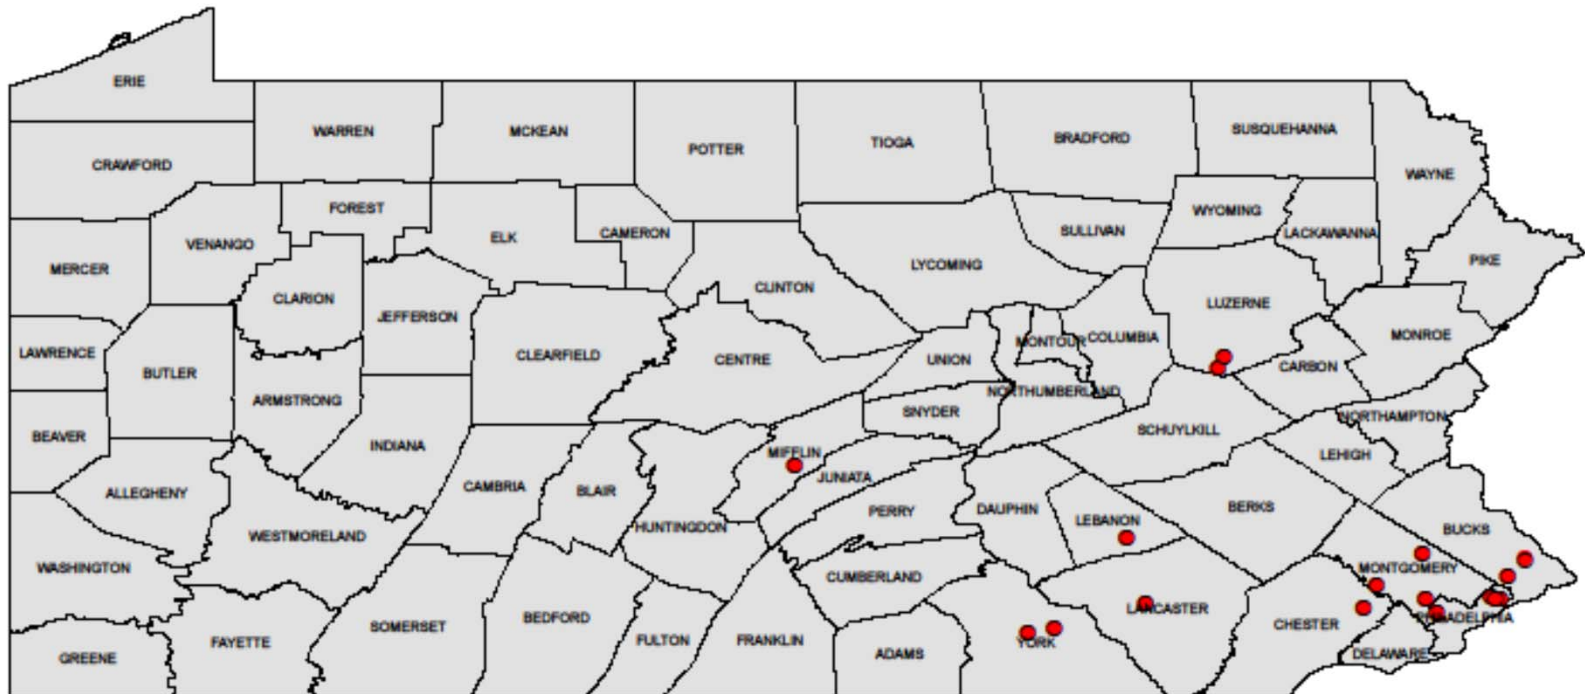 ERIE
WARREN
MCKEAN
POTTER
TIOGA
BRADFORD
SUSQUEHANNA
CRAWFORD
WAYNE
FOREST
WYOMING
VENANGO
ELK
CAMERON
SULLIVAN
LACKAWANNA
MERCER
LYCOMING
PIKE
CLARION
CLINTON
LUZERNE
JEFFERSON
MONTOUR
COLUMBIA
MONROE
LAWRENCE
CLEARFIELD
CENTRE
UNION
CARBON
BUTLER
ARMSTRONG
NORTHUMBERLAND
SNYDER
NORTHAMPTON
BEAVER
INDIANA
SCHUYLKILL
MIFFLIN
LEHIGH
JUNIATA
ALLEGHENY
CAMBRIA
BLAIR
PERRY
DAUPHIN
BERKS
LEBANON
HUNTINGDON
BUCKS
WESTMORELAND
WASHINGTON
CUMBERLAND
MONTGOMERY
LANCASTER
BEDFORD
PHILADELPHIA
SOMERSET
CHESTER
FAYETTE
FULTON
FRANKLIN
YORK
ADAMS
DELAWARE
GREENE